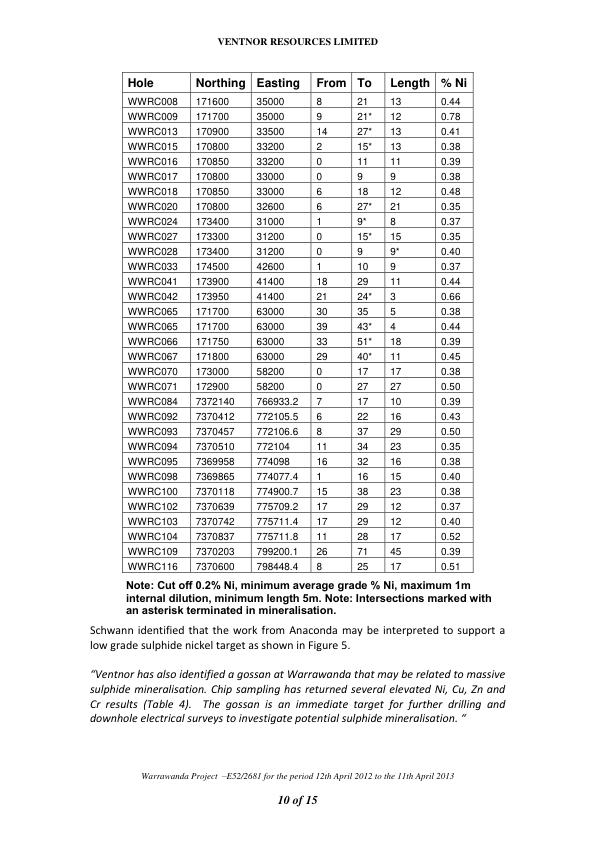 VENTNOR RESOURCES LIMITED
Hole Northing Easting From To Length % Ni
WWRC008 171600 35000 8 21 13 0.44
WWRC009 171700 35000 9 21* 12 0.78
WWRC013 170900 33500 14 27* 13 0.41
WWRC015 170800 33200 2 15* 13 0.38
WWRC016 170850 33200 0 11 11 0.39
WWRC017 170800 33000 0 9 9 0.38
WWRC018 170850 33000 6 18 12 0.48
WWRC020 170800 32600 6 27* 21 0.35
WWRC024 173400 31000 1 9* 8 0.37
WWRC027 173300 31200 0 15* 15 0.35
WWRC028 173400 31200 0 9 9* 0.40
WWRC033 174500 42600 1 10 9 0.37
WWRC041 173900 41400 18 29 11 0.44
WWRC042 173950 41400 21 24* 3 0.66
WWRC065 171700 63000 30 35 5 0.38
WWRC065 171700 63000 39 43* 4 0.44
WWRC066 171750 63000 33 51* 18 0.39
WWRC067 171800 63000 29 40* 11 0.45
WWRC070 173000 58200 0 17 17 0.38
WWRC071 172900 58200 0 27 27 0.50
WWRC084 7372140 766933.2 7 17 10 0.39
WWRC092 7370412 772105.5 6 22 16 0.43
WWRC093 7370457 772106.6 8 37 29 0.50
WWRC094 7370510 772104 11 34 23 0.35
WWRC095 7369958 774098 16 32 16 0.38
WWRC098 7369865 774077.4 1 16 15 0.40
WWRC100 7370118 774900.7 15 38 23 0.38
WWRC102 7370639 775709.2 17 29 12 0.37
WWRC103 7370742 775711.4 17 29 12 0.40
WWRC104 7370837 775711.8 11 28 17 0.52
WWRC109 7370203 799200.1 26 71 45 0.39
WWRC116 7370600 798448.4 8 25 17 0.51
Note: Cut off 0.2% Ni, minimum average grade % Ni, maximum 1m
internal dilution, minimum length 5m. Note: Intersections marked with
an asterisk terminated in mineralisation.
Schwann identified that the work from Anaconda may be interpreted to support a
low grade sulphide nickel target as shown in Figure 5.
“Ventnor has also identified a gossan at Warrawanda that may be related to massive
sulphide mineralisation. Chip sampling has returned several elevated Ni, Cu, Zn and
Cr results (Table 4). The gossan is an immediate target for further drilling and
downhole electrical surveys to investigate potential sulphide mineralisation. “
Warrawanda Project –E52/2681 for the period 12th April 2012 to the 11th April 2013
10 of 15